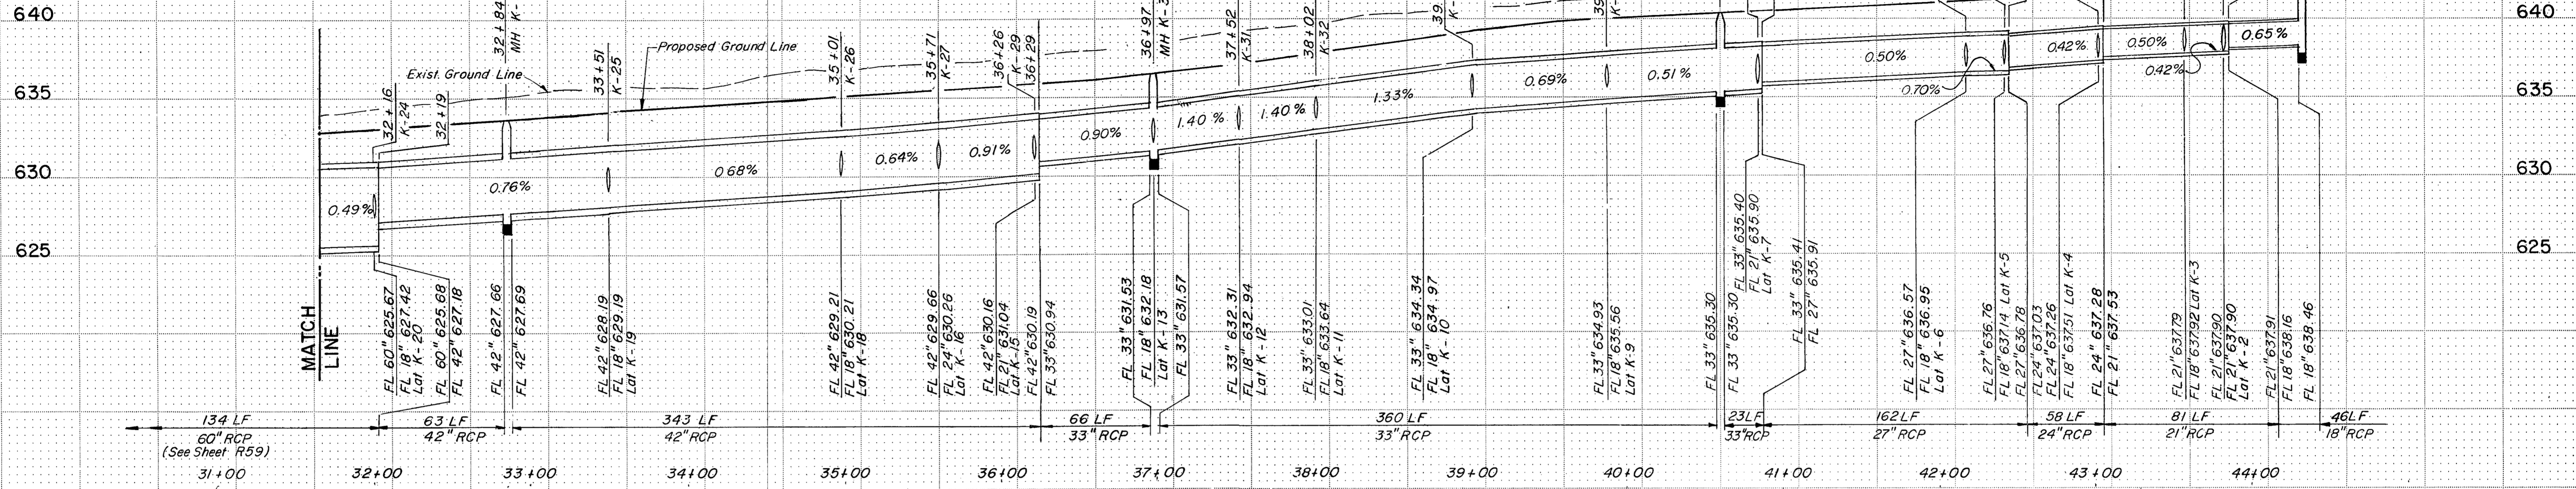 640
635
630
625
640
635
630
625
Exist. Ground Line
Proposed Ground Line
32+16
K-24
32+19
32+84
33+51
K-25
35+01
K-26
35+71
K-27
36+26
K-29
36+29
36+97
37+52
K-31
38+02
K-32
0.49%
0.76%
0.68%
0.64%
0.91%
0.90%
1.40%
1.40%
1.33%
0.69%
0.51%
0.50%
0.70%
0.42%
0.50%
0.42%
0.65%
MATCH
LINE
FL 60" 625.67
FL 18" 627.42
Lat K-20
FL 60" 625.68
FL 42" 627.18
FL 42" 627.66
FL 42" 627.69
FL 42" 628.19
FL 18" 629.19
Lat K-19
FL 42" 629.21
FL 18" 630.21
Lat K-18
FL 42" 629.66
FL 24" 630.26
Lat K-16
FL 42" 630.16
FL 21" 631.04
Lat K-15
FL 42" 630.19
FL 33" 630.94
FL 33" 631.53
FL 18" 632.18
Lat K-13
FL 33" 631.57
FL 33" 632.31
FL 18" 632.94
Lat K-12
FL 33" 633.01
FL 18" 633.64
Lat K-11
FL 33" 634.34
FL 18" 634.97
Lat K-10
FL 33" 634.93
FL 18" 635.56
Lat K-9
FL 33" 635.30
FL 33" 635.30
FL 33" 635.40
FL 21" 635.90
Lat K-7
FL 33" 635.41
FL 27" 635.91
FL 27" 636.57
FL 18" 636.95
Lat K-6
FL 27" 636.76
FL 18" 637.14 Lat K-5
FL 27" 636.78
FL 24" 637.03
FL 24" 637.26
FL 18" 637.51 Lat K-4
FL 24" 637.28
FL 21" 637.53
FL 21" 637.79
FL 18" 637.92 Lat K-3
FL 21" 637.90
FL 21" 637.90
Lat K-2
FL 21" 637.91
FL 18" 638.16
FL 18" 638.46
134 LF
60" RCP
(See Sheet R59)
63 LF
42" RCP
343 LF
42" RCP
66 LF
33" RCP
360 LF
33" RCP
23 LF
33" RCP
162 LF
27" RCP
58 LF
24" RCP
81 LF
21" RCP
46 LF
18" RCP
31+00
32+00
33+00
34+00
35+00
36+00
37+00
38+00
39+00
40+00
41+00
42+00
43+00
44+00